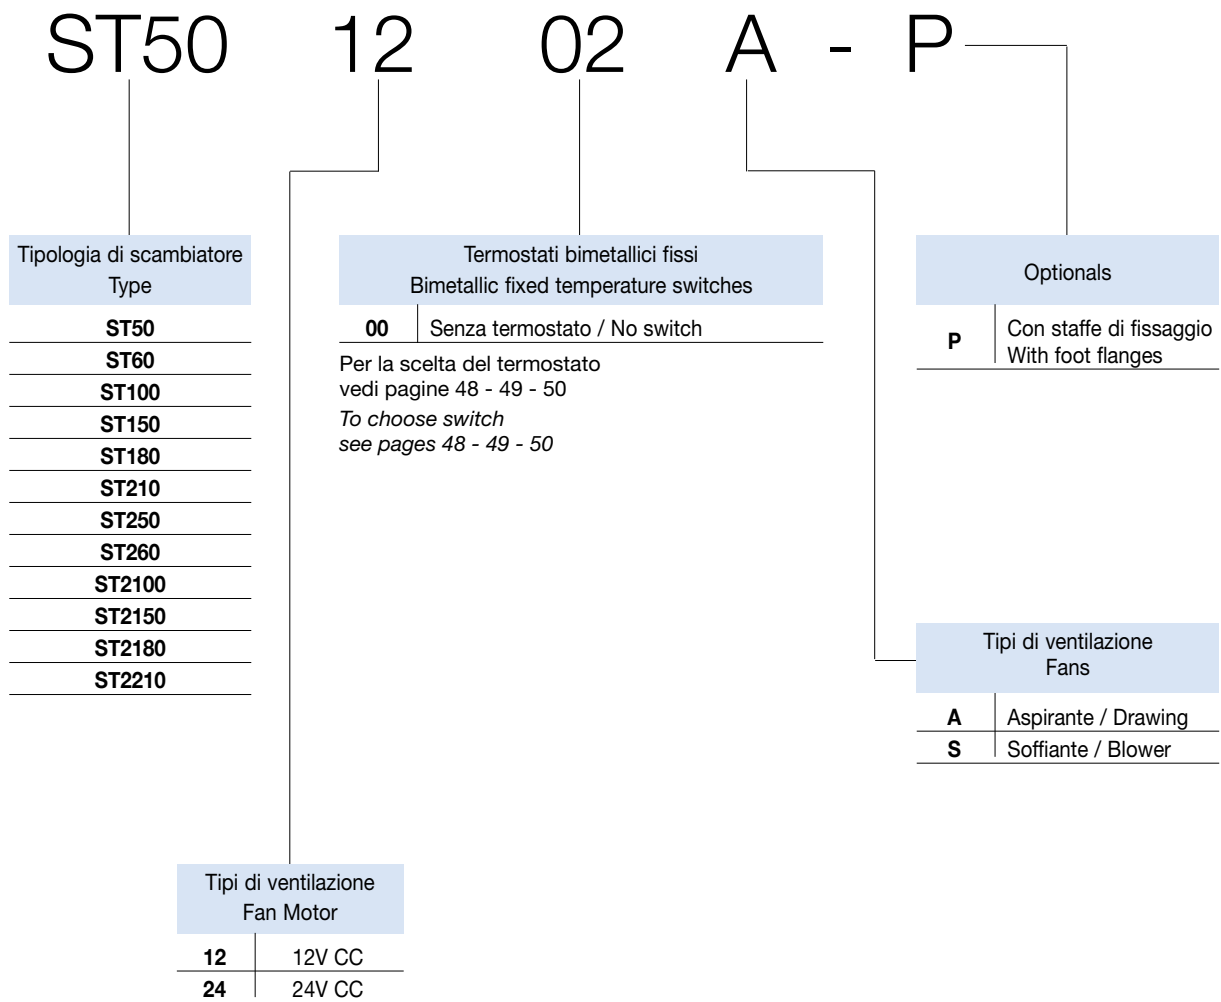 ST50 12 02 A - P
Tipologia di scambiatore
Type
ST50
ST60
ST100
ST150
ST180
ST210
ST250
ST260
ST2100
ST2150
ST2180
ST2210
Termostati bimetallici fissi
Bimetallic fixed temperature switches
00 Senza termostato / No switch
Per la scelta del termostato
vedi pagine 48 - 49 - 50
To choose switch
see pages 48 - 49 - 50
Optionals
P Con staffe di fissaggio
With foot flanges
Tipi di ventilazione
Fans
A Aspirante / Drawing
S Soffiante / Blower
Tipi di ventilazione
Fan Motor
12 12V CC
24 24V CC